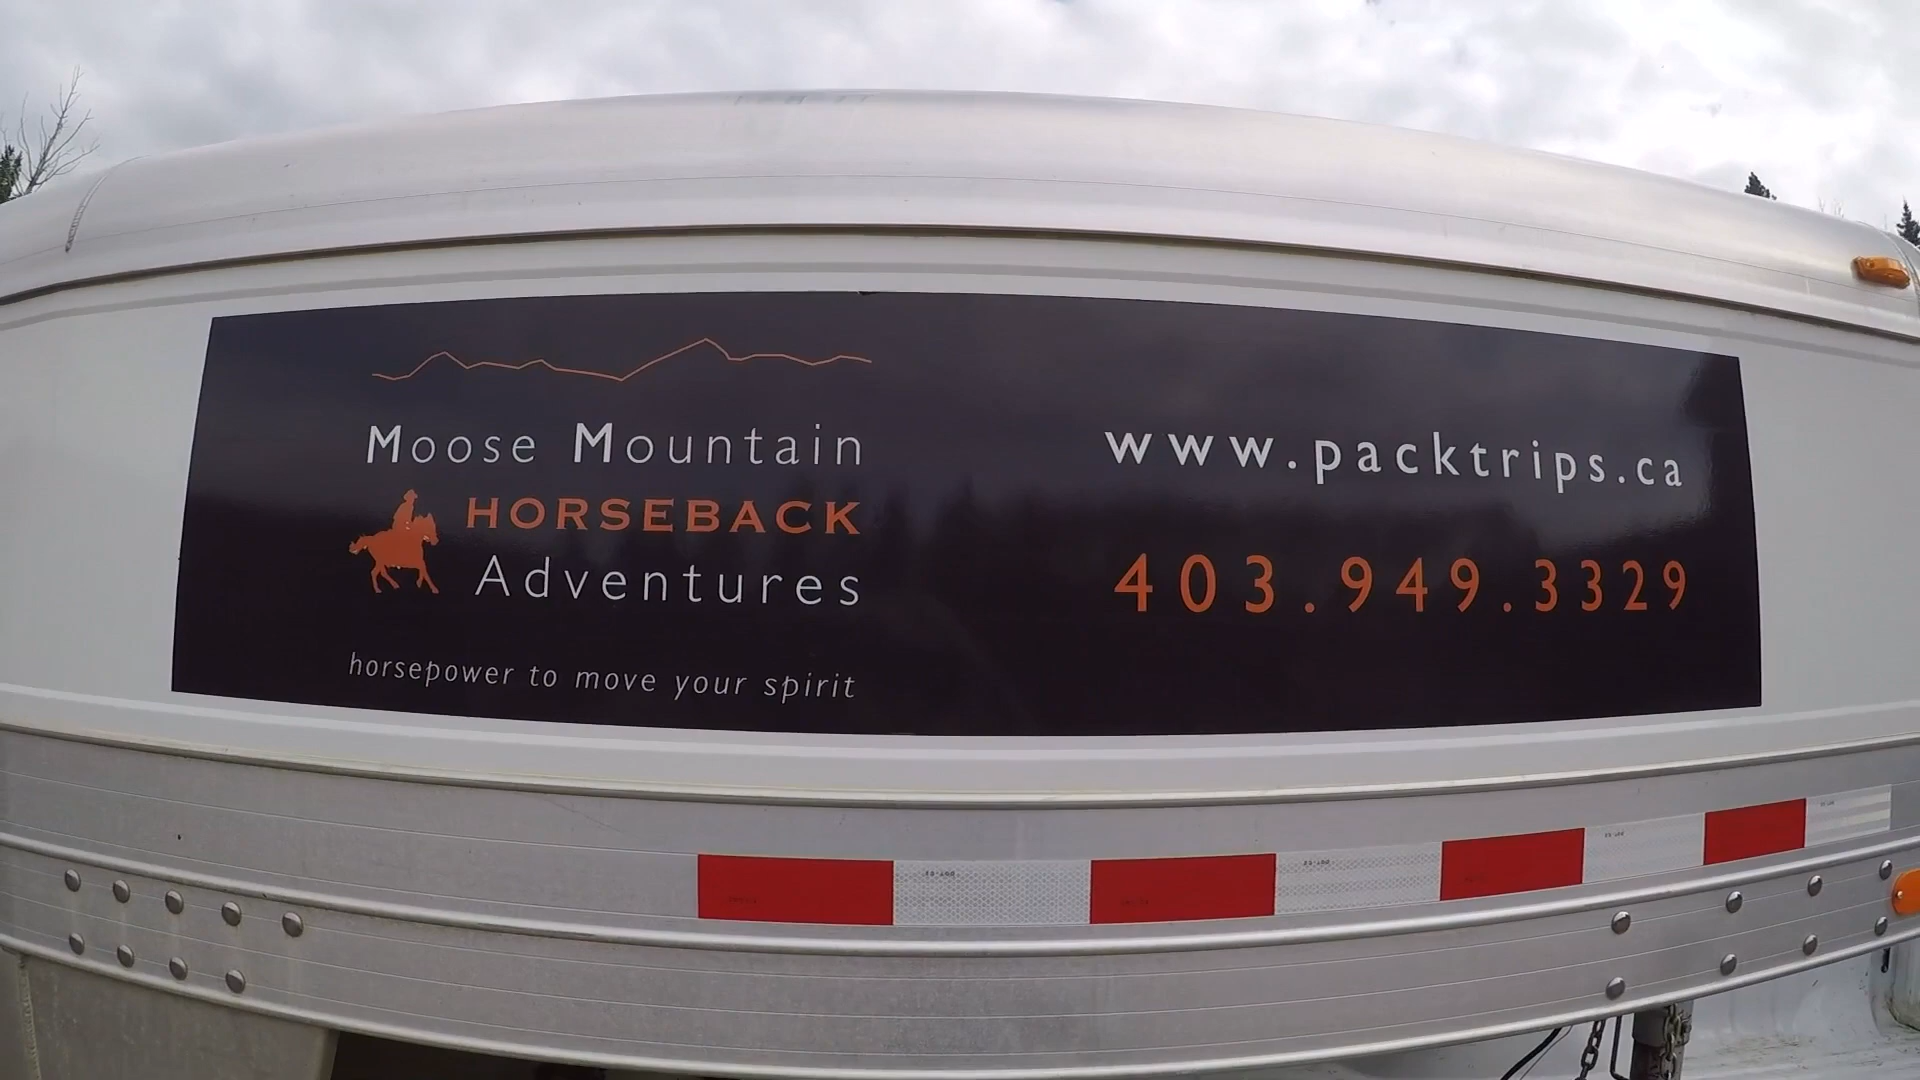 Moose Mountain
HORSEBACK
Adventures
horsepower to move your spirit
www.packtrips.ca
403.949.3329